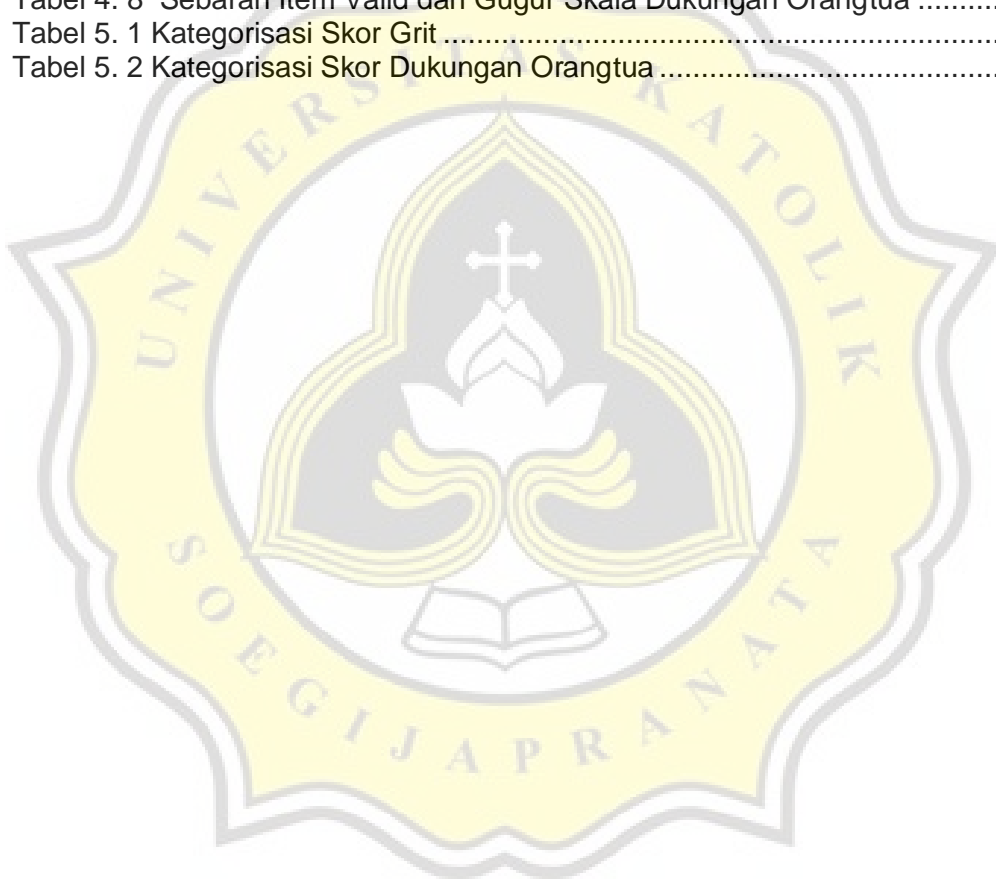 Tabel 4. 8  Sebaran Item Valid dan Gugur Skala Dukungan Orangtua ..........
Tabel 5. 1 Kategorisasi Skor Grit ......................................................................
Tabel 5. 2 Kategorisasi Skor Dukungan Orangtua ...........................................
UNIVERSITAS KATOLIK
SOEGIJAPRANATA